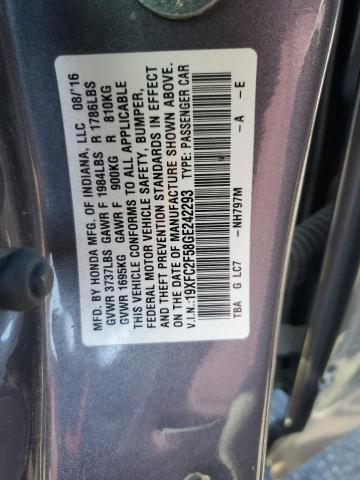 MFD. BY HONDA MFG. OF INDIANA, LLC 08/'16
GVWR 3737LBS GAWR F 1984LBS R 1786LBS
GVWR 1695KG GAWR F 900KG R 810KG
THIS VEHICLE CONFORMS TO ALL APPLICABLE
FEDERAL MOTOR VEHICLE SAFETY, BUMPER,
AND THEFT PREVENTION STANDARDS IN EFFECT
ON THE DATE OF MANUFACTURE SHOWN ABOVE.
V.I.N.:19XFC2F58GE242293 TYPE: PASSENGER CAR
TBA G LC7 -NH797M -A -E